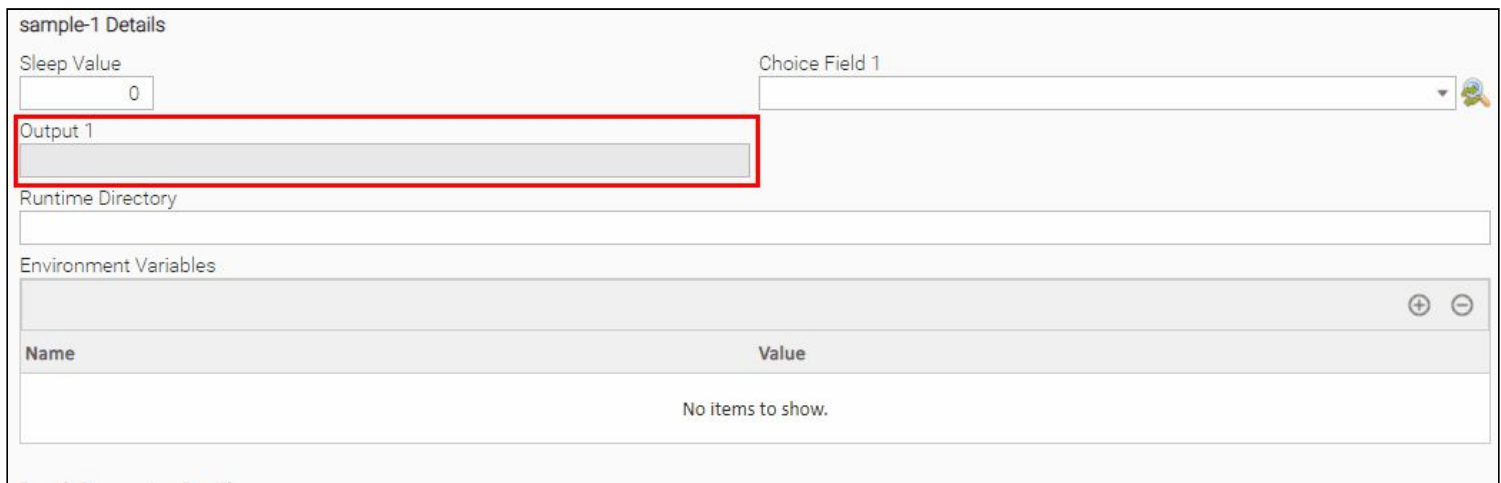 sample-1 Details
Sleep Value
Choice Field 1
0
Output 1
Runtime Directory
Environment Variables
Name Value
No items to show.